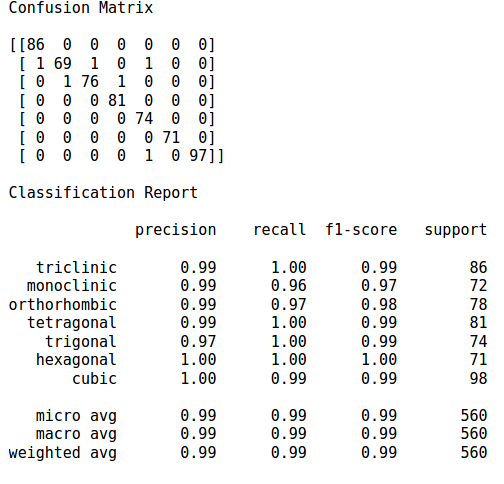 Confusion Matrix
[[86  0  0  0  0  0  0]
 [ 1 69  1  0  1  0  0]
 [ 0  1 76  1  0  0  0]
 [ 0  0  0 81  0  0  0]
 [ 0  0  0  0 74  0  0]
 [ 0  0  0  0  0 71  0]
 [ 0  0  0  0  1  0 97]]
Classification Report
              precision    recall  f1-score   support
   triclinic       0.99      1.00      0.99        86
  monoclinic       0.99      0.96      0.97        72
orthorhombic       0.99      0.97      0.98        78
  tetragonal       0.99      1.00      0.99        81
    trigonal       0.97      1.00      0.99        74
   hexagonal       1.00      1.00      1.00        71
       cubic       1.00      0.99      0.99        98
   micro avg       0.99      0.99      0.99       560
   macro avg       0.99      0.99      0.99       560
weighted avg       0.99      0.99      0.99       560